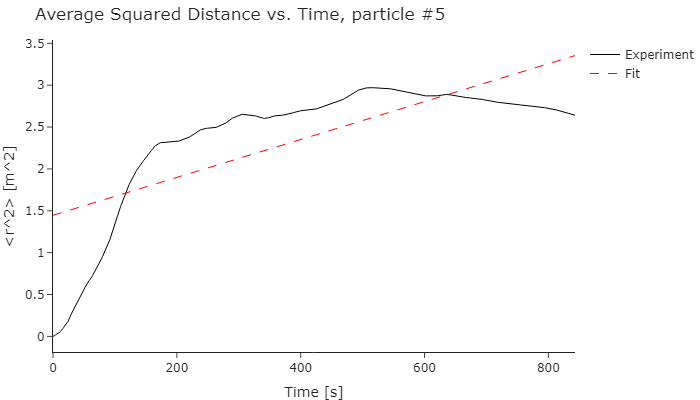 Average Squared Distance vs. Time, particle #5
3.5
3
2.5
2
1.5
1
0.5
0
<r^2> [m^2]
0
200
400
600
800
Time [s]
Experiment
Fit